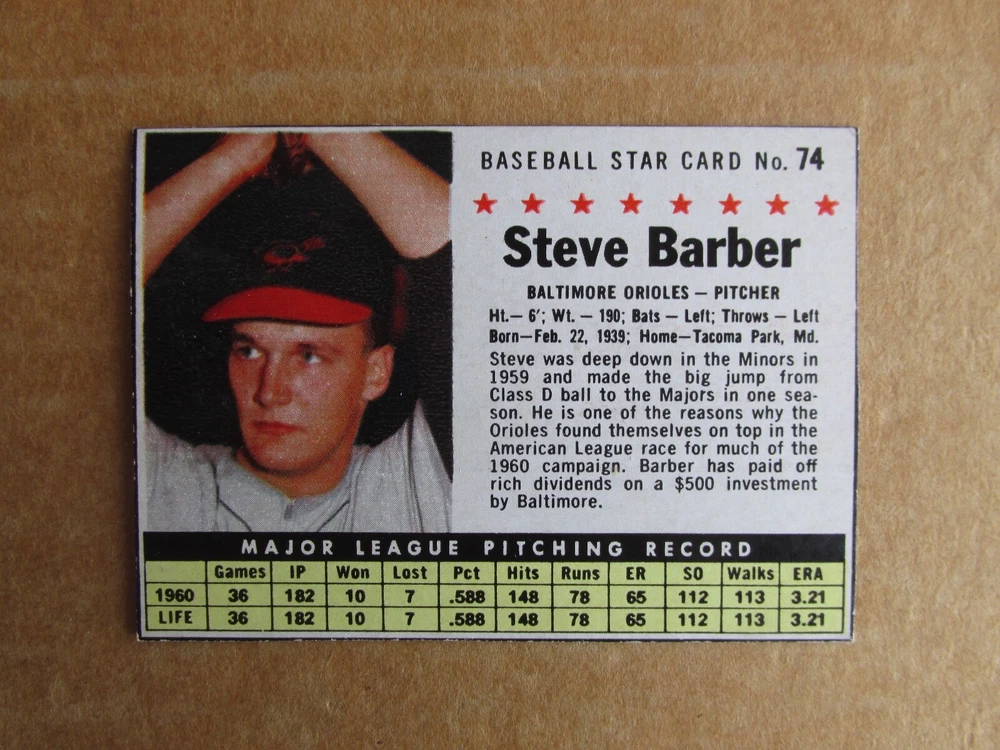 BASEBALL STAR CARD No. 74
Steve Barber
BALTIMORE ORIOLES — PITCHER
Ht.— 6'; Wt. — 190; Bats — Left; Throws — Left
Born—Feb. 22, 1939; Home—Tacoma Park, Md.
Steve was deep down in the Minors in
1959 and made the big jump from
Class D ball to the Majors in one sea-
son. He is one of the reasons why the
Orioles found themselves on top in the
American League race for much of the
1960 campaign. Barber has paid off
rich dividends on a $500 investment
by Baltimore.
MAJOR LEAGUE PITCHING RECORD
Games IP Won Lost Pct Hits Runs ER SO Walks ERA
1960 36 182 10 7 .588 148 78 65 112 113 3.21
LIFE 36 182 10 7 .588 148 78 65 112 113 3.21